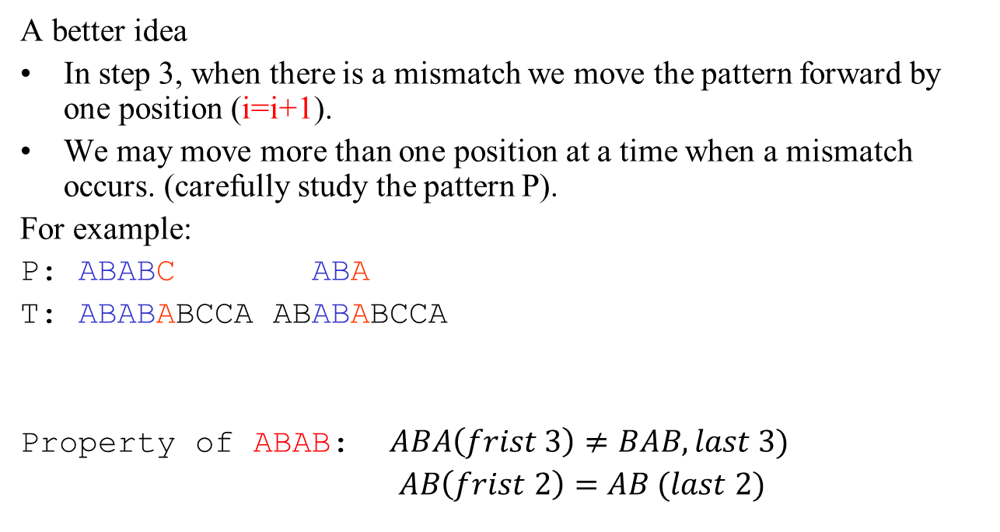 A better idea
• In step 3, when there is a mismatch we move the pattern forward by
one position (i=i+1).
• We may move more than one position at a time when a mismatch
occurs. (carefully study the pattern P).
For example:
P: ABABC ABA
T: ABABABCCA ABABABCCA
Property of ABAB: ABA(frist 3) ≠ BAB, last 3)
AB(frist 2) = AB (last 2)